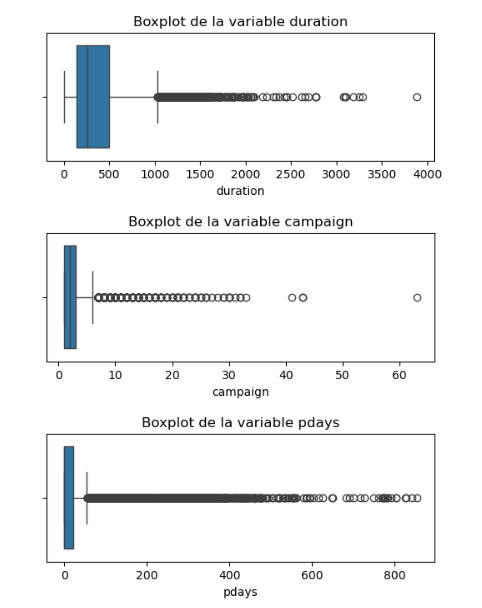 Boxplot de la variable duration
0 500 1000 1500 2000 2500 3000 3500 4000
duration
Boxplot de la variable campaign
0 10 20 30 40 50 60
campaign
Boxplot de la variable pdays
0 200 400 600 800
pdays